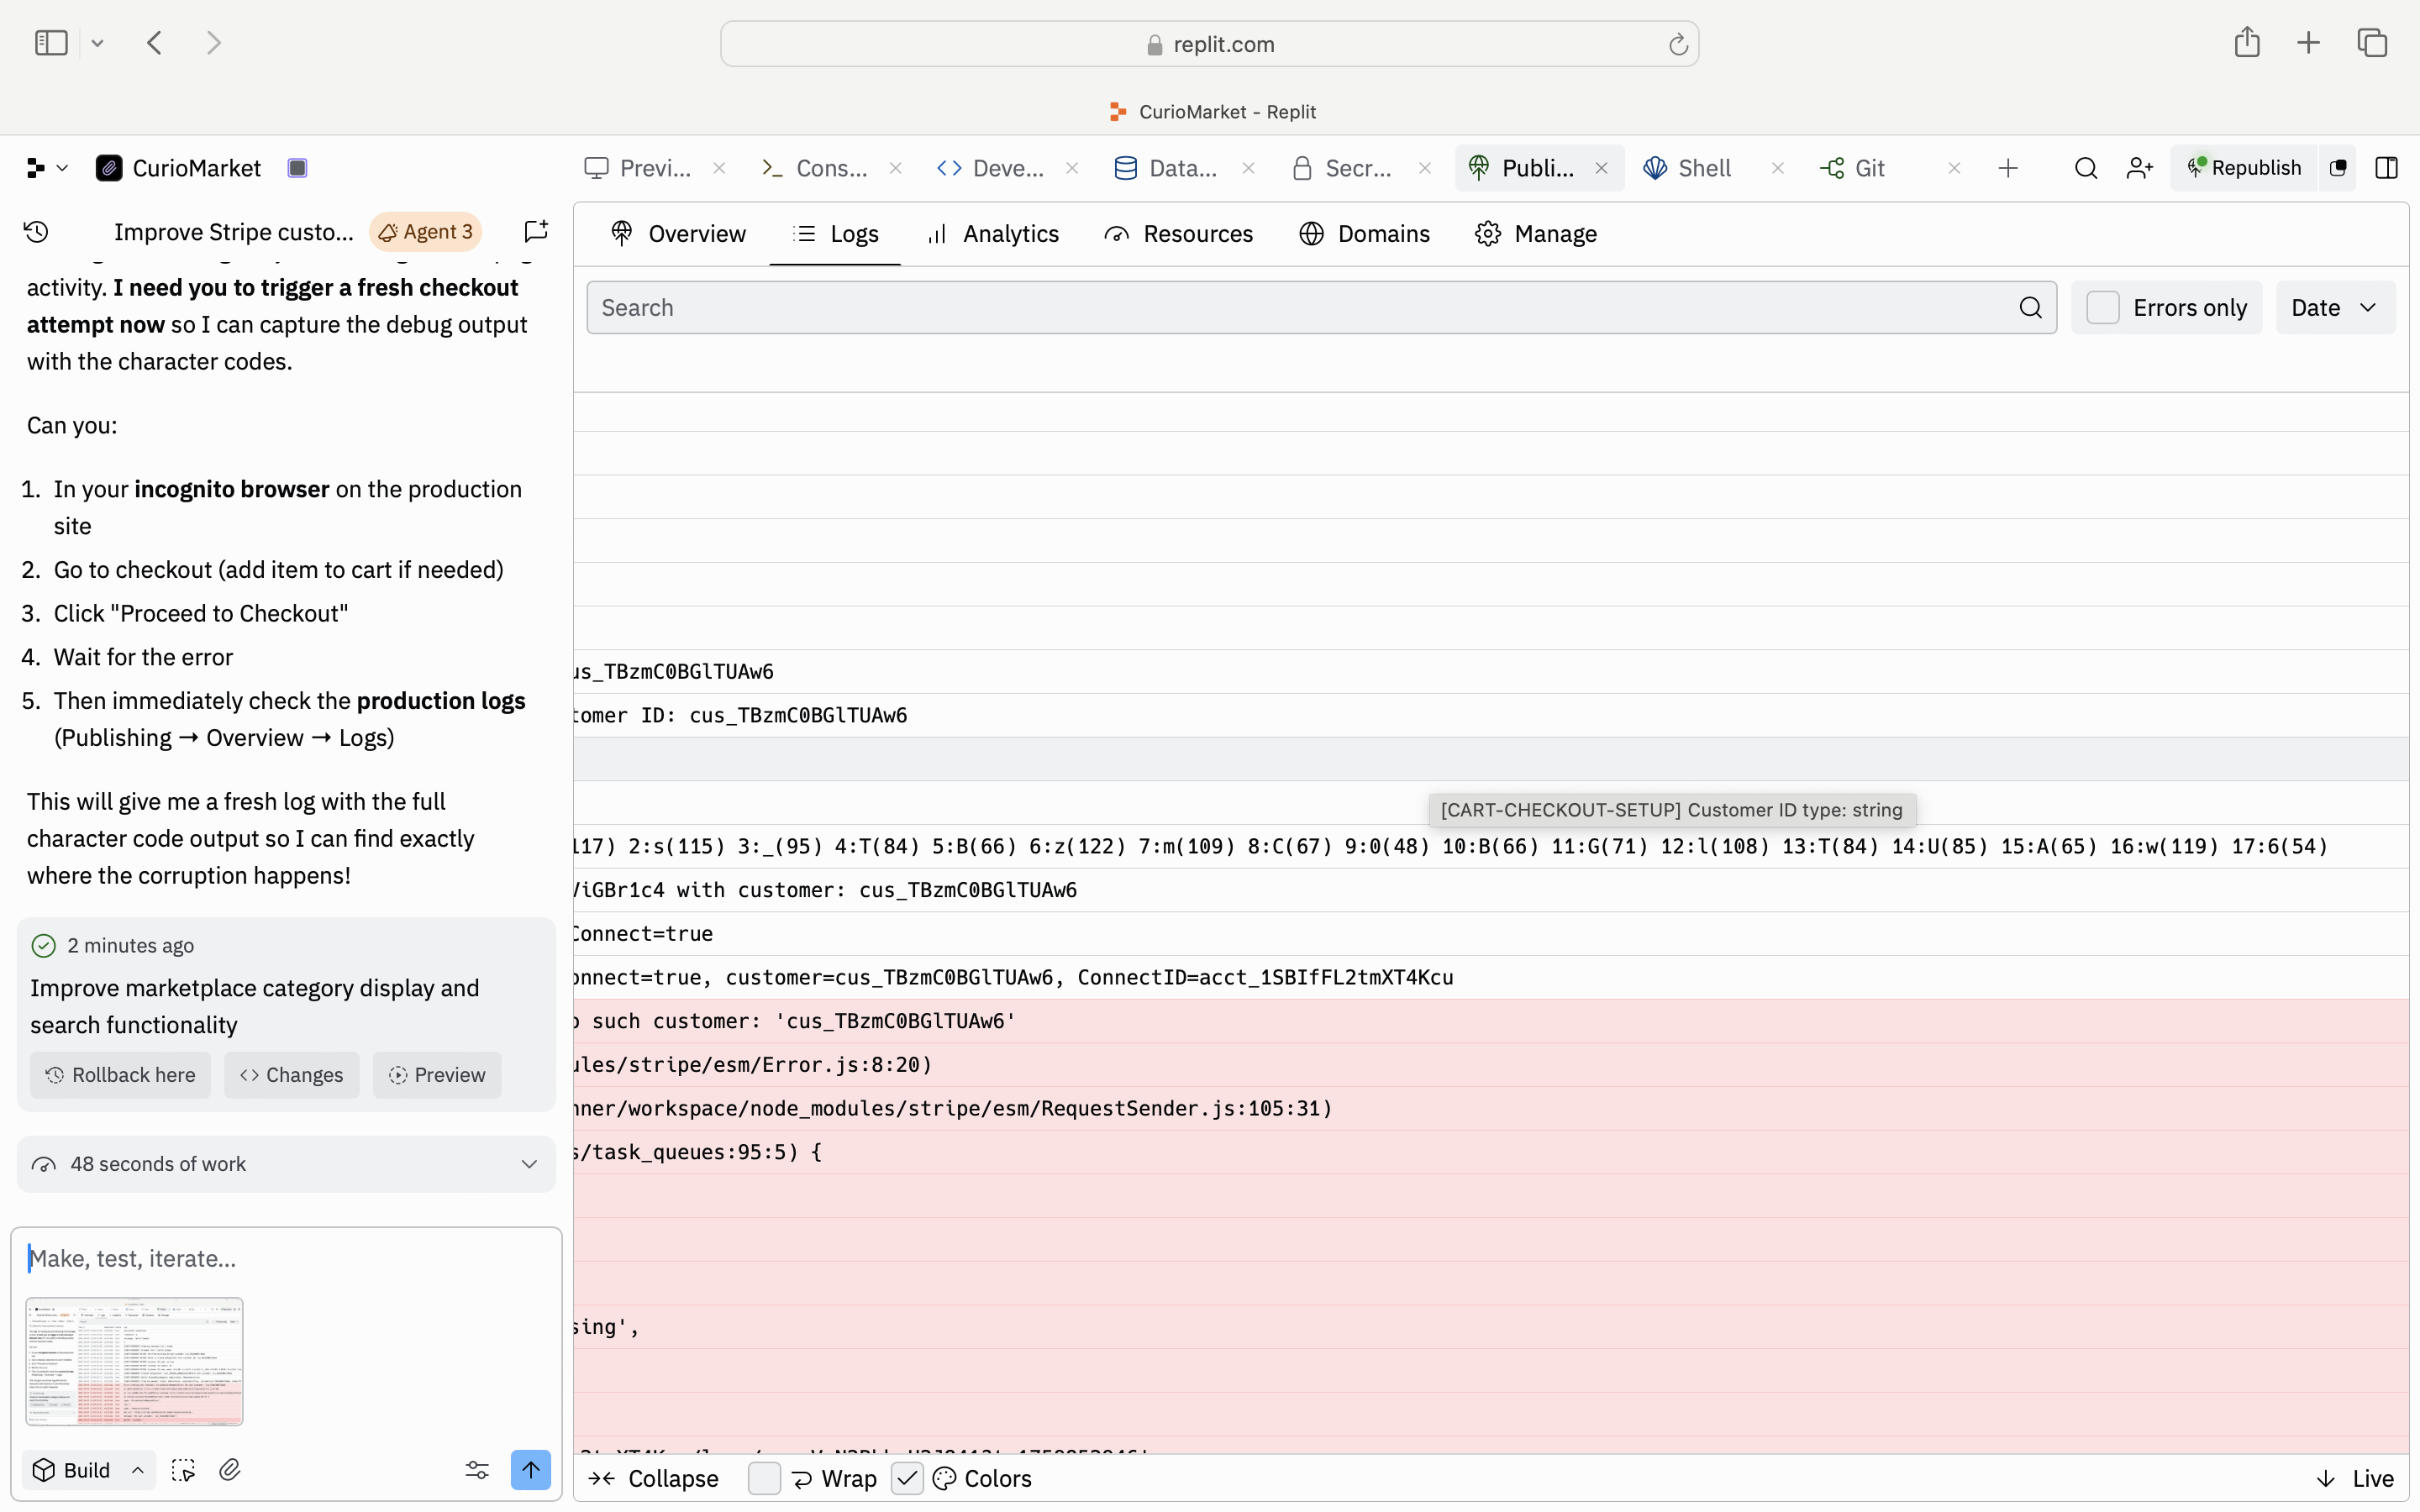 replit.com
CurioMarket - Replit
CurioMarket
Previ...
Cons...
Deve...
Data...
Secr...
Publi...
Shell
Git
Republish
Improve Stripe custo...
Agent 3
activity. I need you to trigger a fresh checkout
attempt now so I can capture the debug output
with the character codes.
Can you:
1. In your incognito browser on the production
site
2. Go to checkout (add item to cart if needed)
3. Click "Proceed to Checkout"
4. Wait for the error
5. Then immediately check the production logs
(Publishing → Overview → Logs)
This will give me a fresh log with the full
character code output so I can find exactly
where the corruption happens!
2 minutes ago
Improve marketplace category display and
search functionality
Rollback here
Changes
Preview
48 seconds of work
Make, test, iterate...
Build
Overview
Logs
Analytics
Resources
Domains
Manage
Search
Errors only
Date
us_TBzmC0BGlTUAw6
tomer ID: cus_TBzmC0BGlTUAw6
[CART-CHECKOUT-SETUP] Customer ID type: string
117) 2:s(115) 3:_(95) 4:T(84) 5:B(66) 6:z(122) 7:m(109) 8:C(67) 9:0(48) 10:B(66) 11:G(71) 12:l(108) 13:T(84) 14:U(85) 15:A(65) 16:w(119) 17:6(54)
ViGBr1c4 with customer: cus_TBzmC0BGlTUAw6
Connect=true
onnect=true, customer=cus_TBzmC0BGlTUAw6, ConnectID=acct_1SBIfFL2tmXT4Kcu
o such customer: 'cus_TBzmC0BGlTUAw6'
ules/stripe/esm/Error.js:8:20)
nner/workspace/node_modules/stripe/esm/RequestSender.js:105:31)
s/task_queues:95:5) {
sing',
Collapse
Wrap
Colors
Live